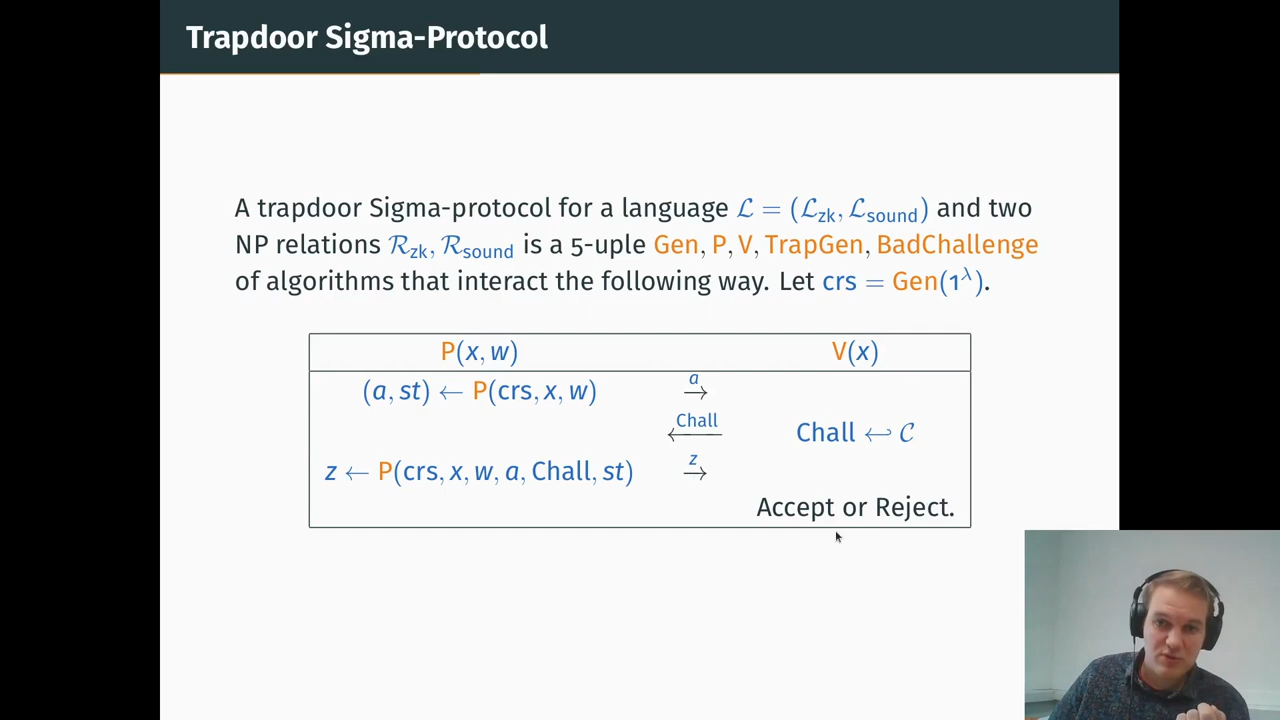 Trapdoor Sigma-Protocol
A trapdoor Sigma-protocol for a language ℒ = (ℒ_zk, ℒ_sound) and two
NP relations ℛ_zk, ℛ_sound is a 5-uple Gen, P, V, TrapGen, BadChallenge
of algorithms that interact the following way. Let crs = Gen(1^λ).
P(x, w) V(x)
(a, st) ← P(crs, x, w) a →
Chall ← Chall ↩ 𝒞
z ← P(crs, x, w, a, Chall, st) z →
Accept or Reject.